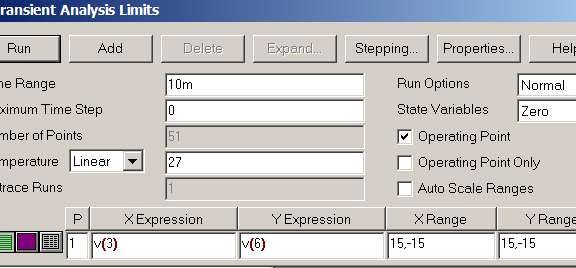 ransient Analysis Limits
Run Add Delete Expand... Stepping... Properties... Help
me Range 10m Run Options Normal
aximum Time Step 0 State Variables Zero
mber of Points 51 Operating Point
mperature Linear 27 Operating Point Only
etrace Runs 1 Auto Scale Ranges
P X Expression Y Expression X Range Y Range
1 v(3) v(6) 15,-15 15,-15